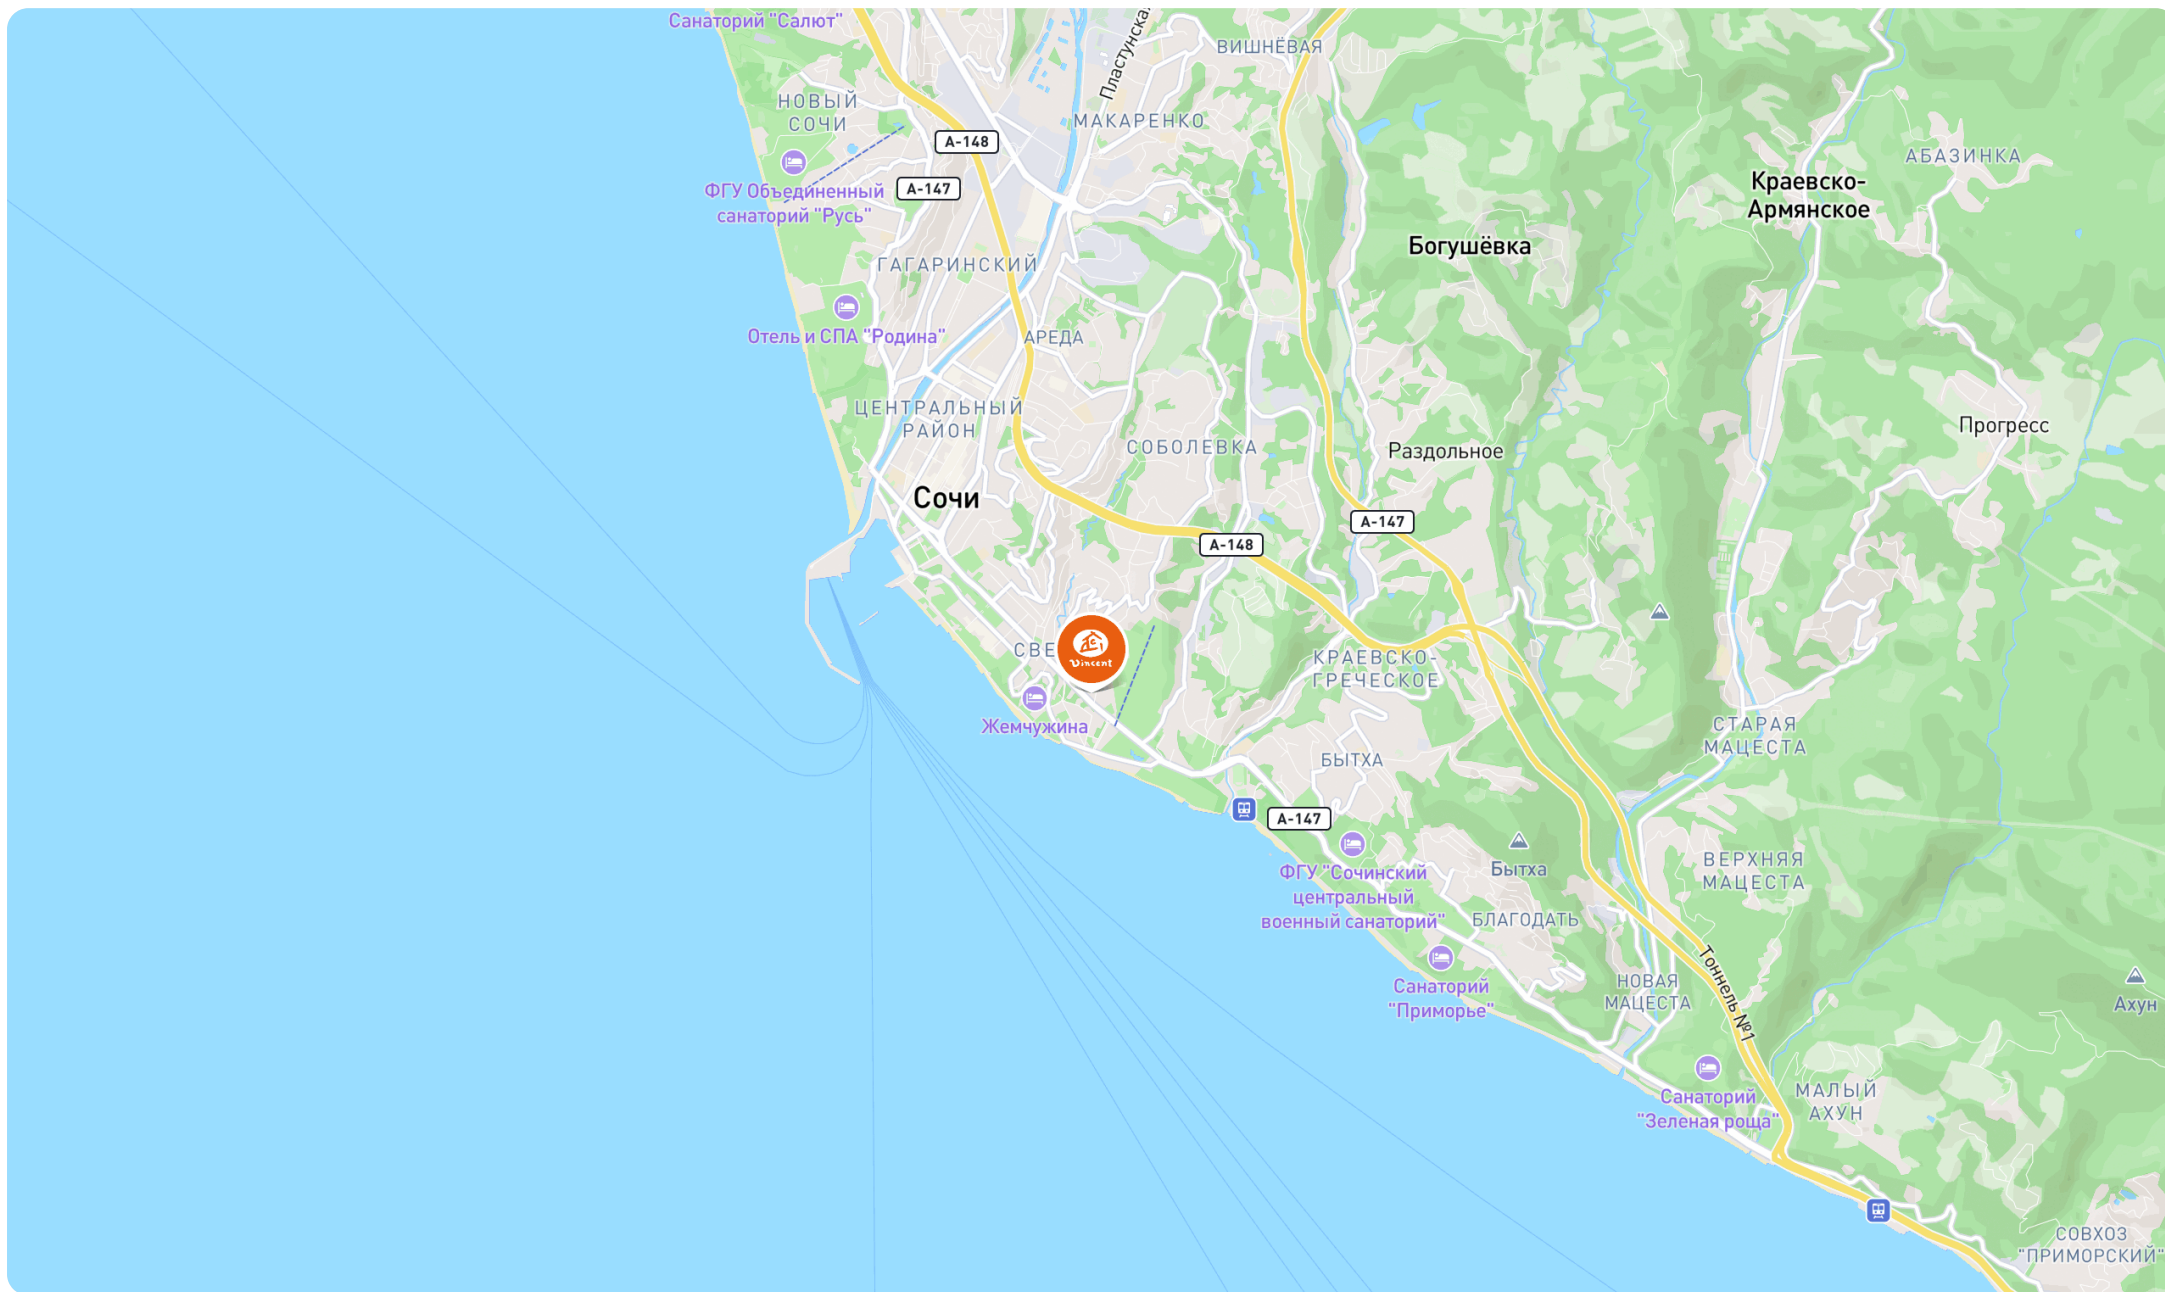 Санаторий "Салют"
Пластунска
ВИШНЁВАЯ
НОВЫЙ
СОЧИ
МАКАРЕНКО
А-148
АБАЗИНКА
ФГУ Объединенный
санаторий "Русь"
А-147
Краевско-
Армянское
Богушёвка
ГАГАРИНСКИЙ
Отель и СПА "Родина"
АРЕДА
ЦЕНТРАЛЬНЫЙ
РАЙОН
СОБОЛЕВКА
Раздольное
Прогресс
Сочи
А-147
А-148
СВЕ
Vincent
КРАЕВСКО-
ГРЕЧЕСКОЕ
Жемчужина
СТАРАЯ
МАЦЕСТА
БЫТХА
А-147
ФГУ "Сочинский
центральный
военный санаторий"
Бытха
ВЕРХНЯЯ
МАЦЕСТА
БЛАГОДАТЬ
Санаторий
"Приморье"
НОВАЯ
МАЦЕСТА
Тоннель №1
Ахун
Санаторий
"Зеленая роща"
МАЛЫЙ
АХУН
СОВХОЗ
"ПРИМОРСКИЙ"